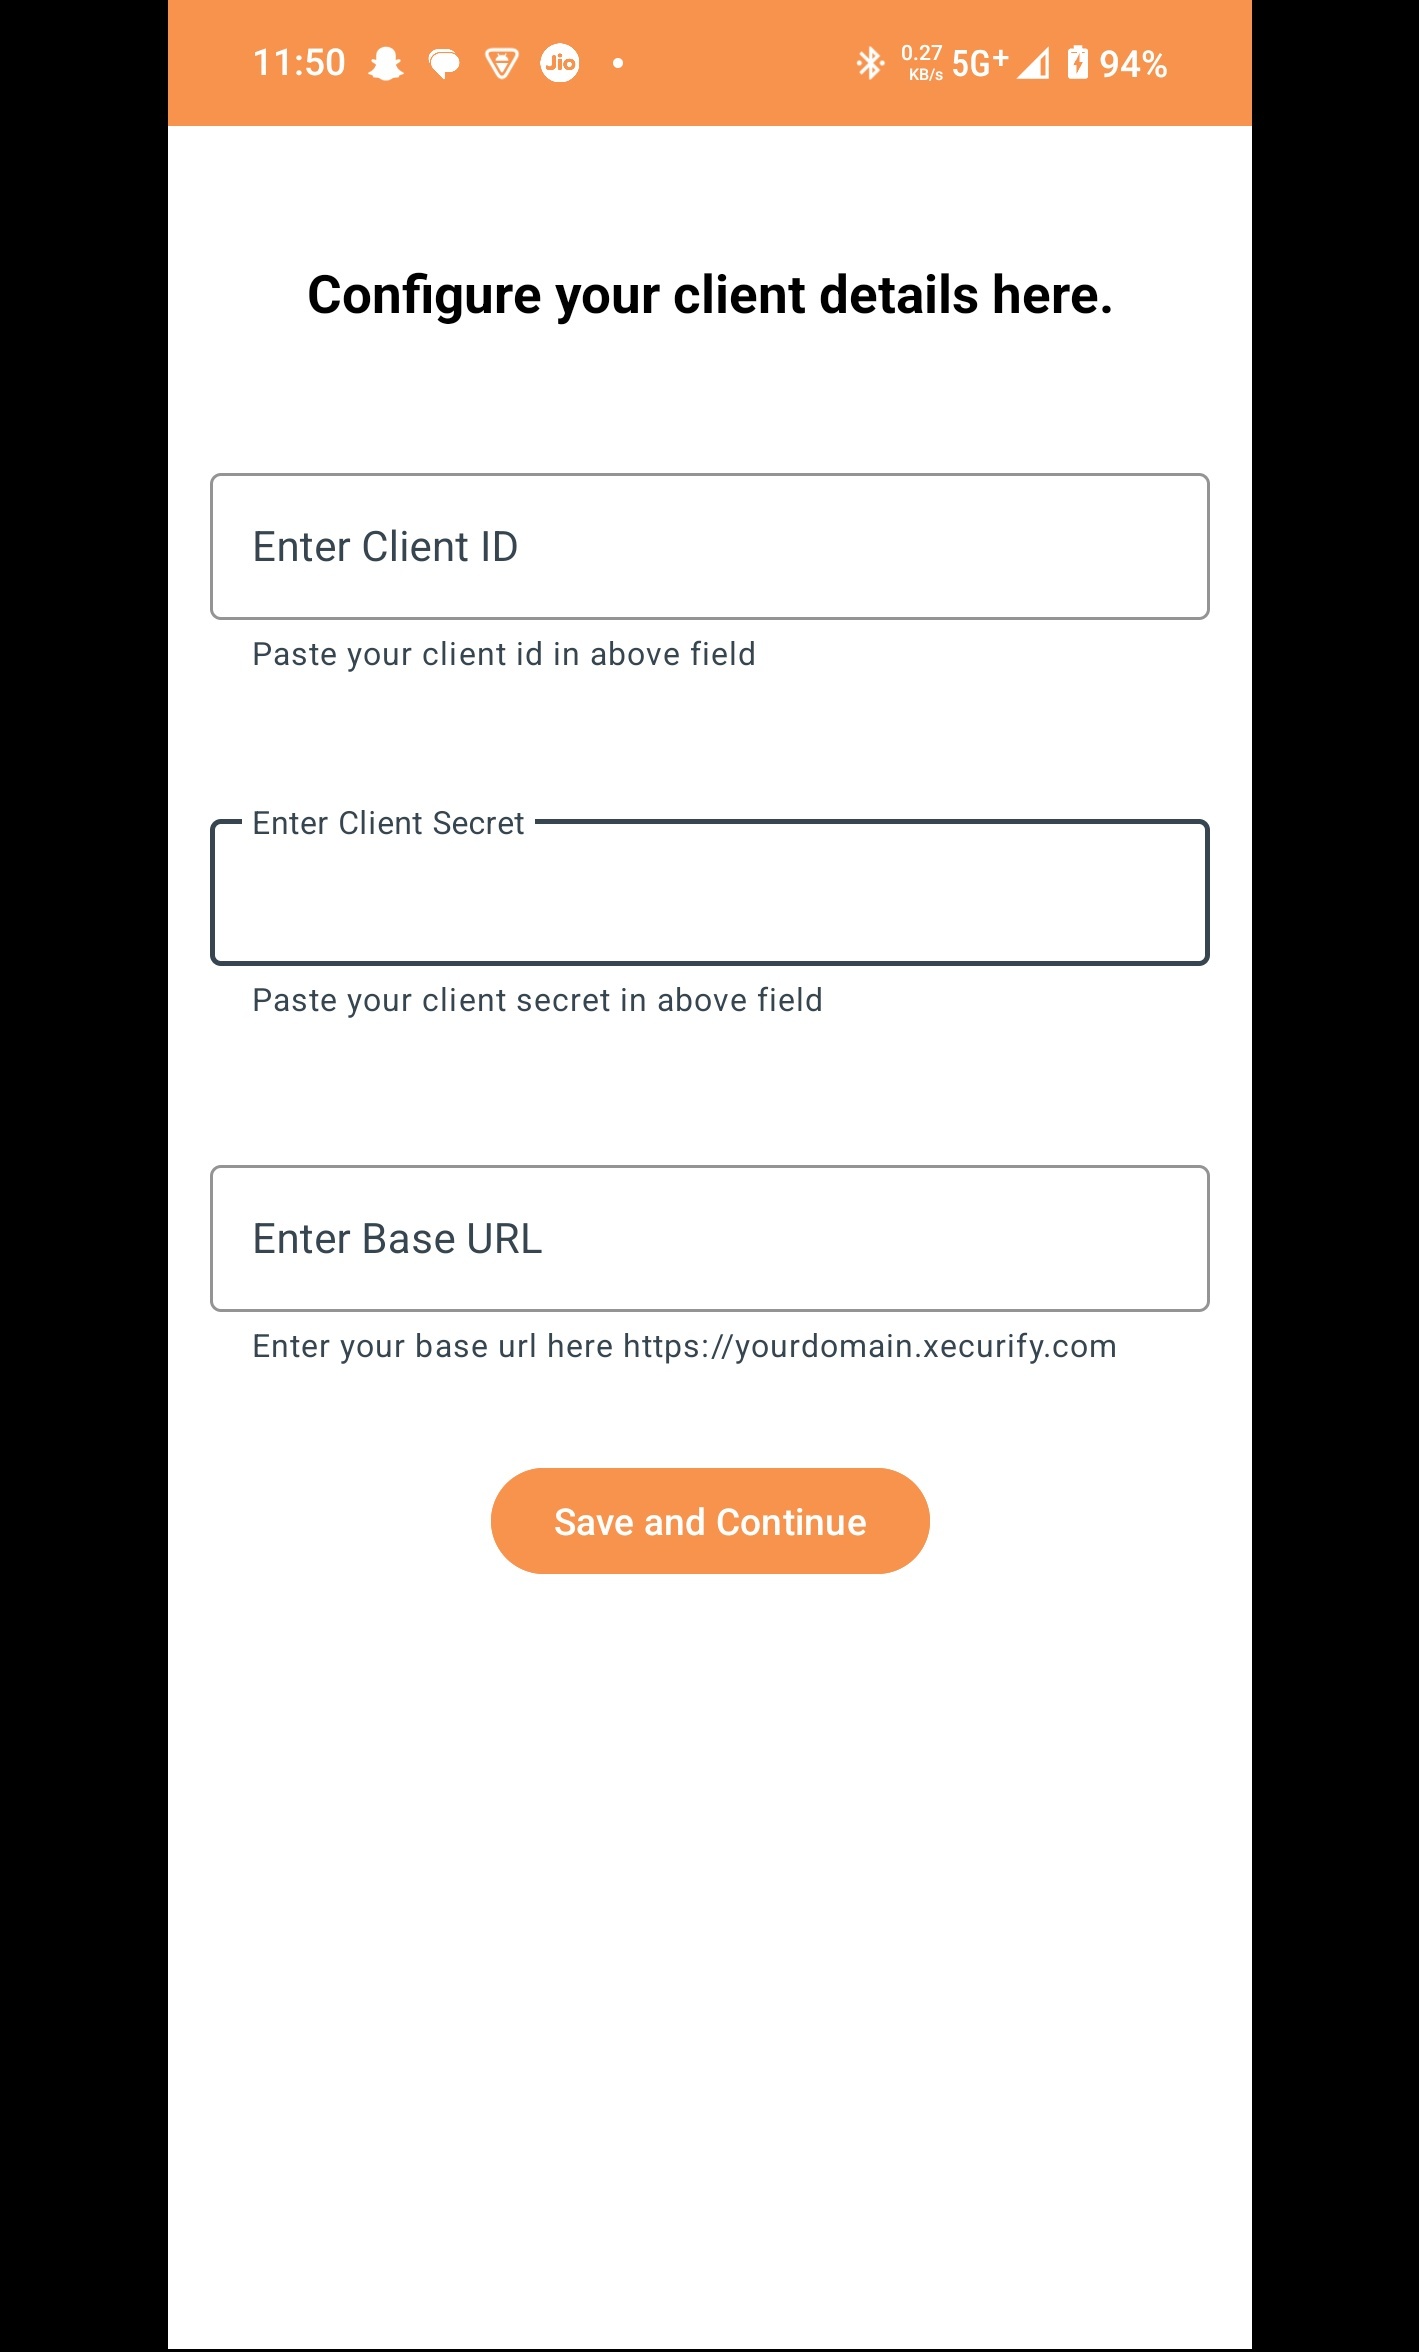 11:50 Jio 0.27 KB/s 5G+ 94%
Configure your client details here.
Enter Client ID
Paste your client id in above field
Enter Client Secret
Paste your client secret in above field
Enter Base URL
Enter your base url here https://yourdomain.xecurify.com
Save and Continue